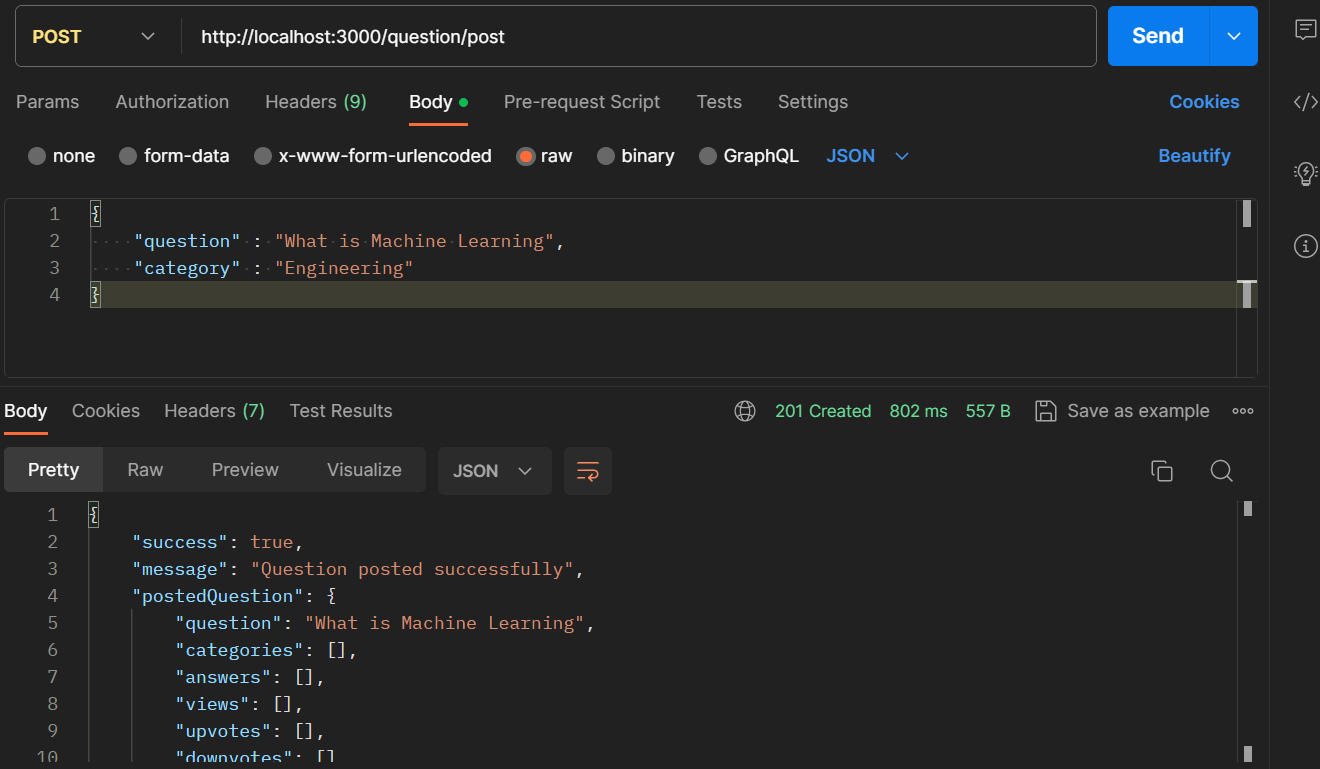 POST http://localhost:3000/question/post Send
Params Authorization Headers (9) Body Pre-request Script Tests Settings Cookies
none form-data x-www-form-urlencoded raw binary GraphQL JSON Beautify
1 {
2 "question" : "What is Machine Learning",
3 "category" : "Engineering"
4 }
Body Cookies Headers (7) Test Results 201 Created 802 ms 557 B Save as example
Pretty Raw Preview Visualize JSON
1 {
2 "success": true,
3 "message": "Question posted successfully",
4 "postedQuestion": {
5 "question": "What is Machine Learning",
6 "categories": [],
7 "answers": [],
8 "views": [],
9 "upvotes": [],
10 "downvotes": []